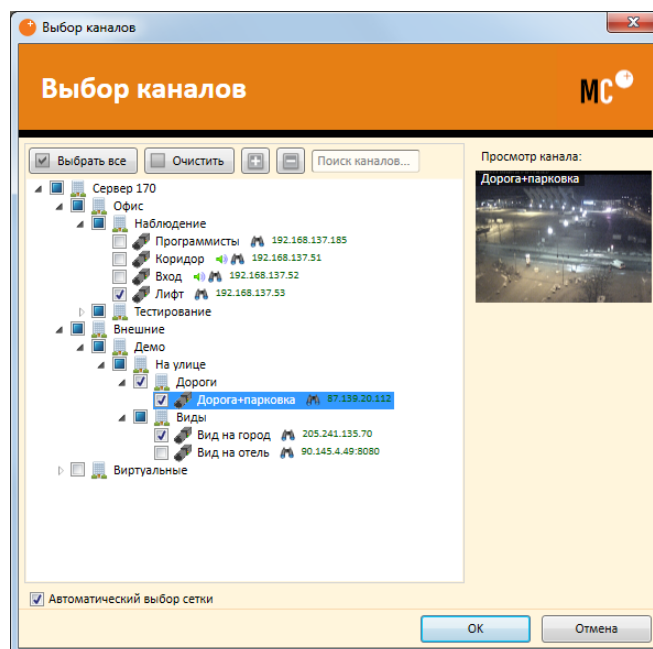 Выбор каналов
Выбор каналов
MC
Выбрать все
Очистить
Поиск каналов...
Просмотр канала:
Дорога+парковка
Сервер 170
Офис
Наблюдение
Программисты 192.168.137.185
Коридор 192.168.137.51
Вход 192.168.137.52
Лифт 192.168.137.53
Тестирование
Внешние
Демо
На улице
Дороги
Дорога+парковка 87.139.20.112
Виды
Вид на город 205.241.135.70
Вид на отель 90.145.4.49:8080
Виртуальные
Автоматический выбор сетки
ОК
Отмена